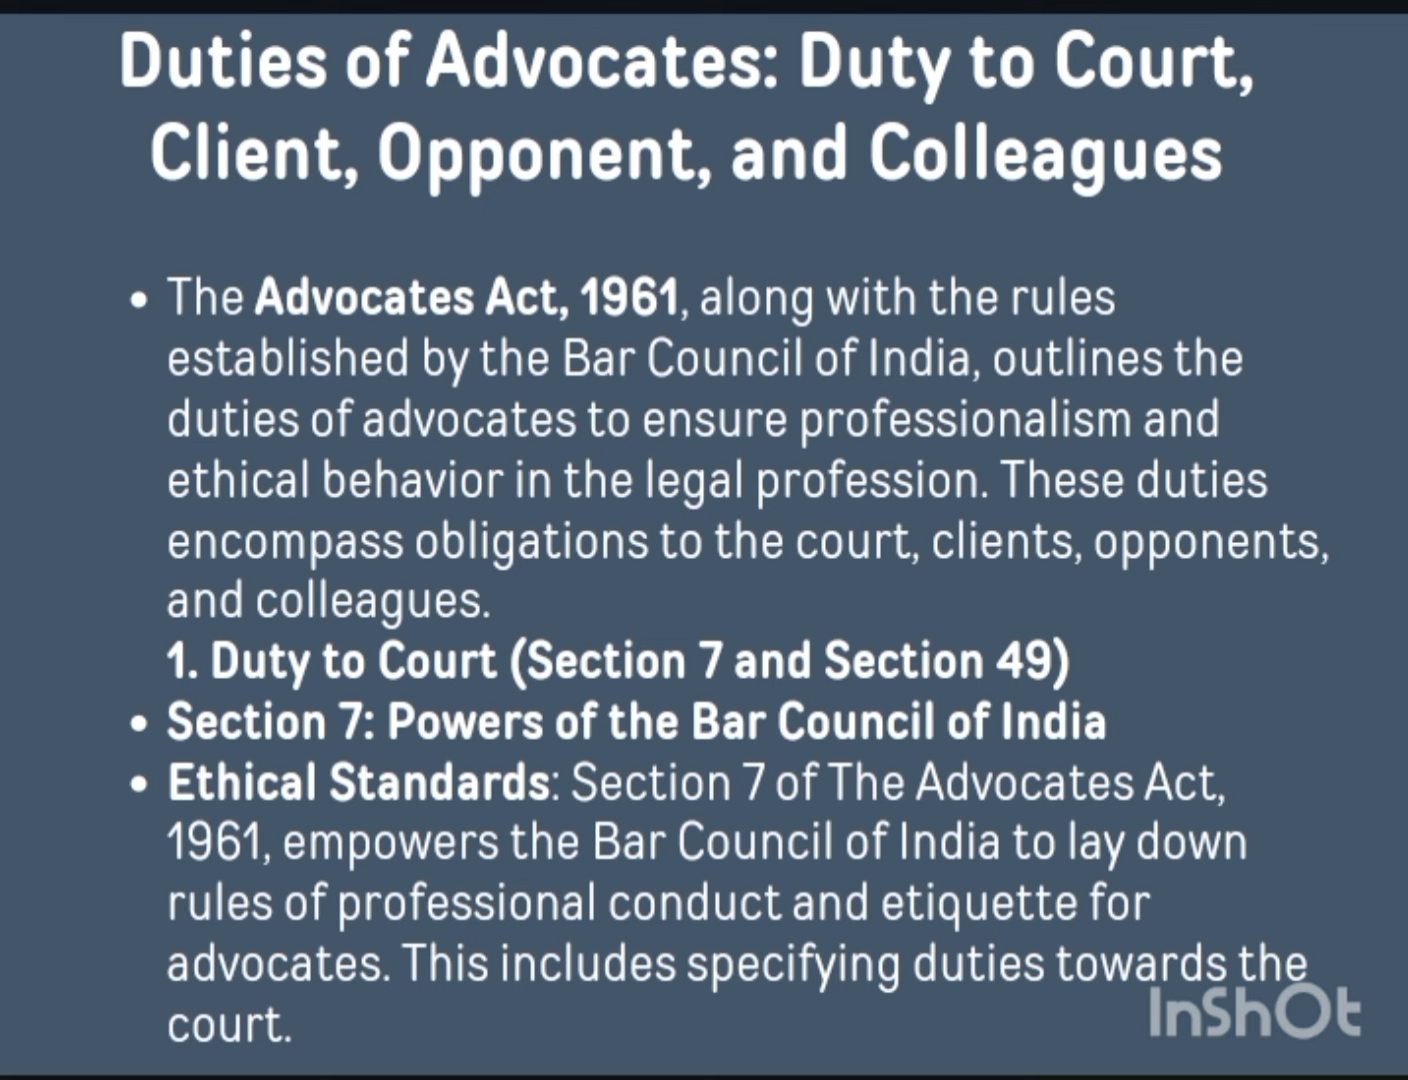 Duties of Advocates: Duty to Court,
Client, Opponent, and Colleagues
• The Advocates Act, 1961, along with the rules
established by the Bar Council of India, outlines the
duties of advocates to ensure professionalism and
ethical behavior in the legal profession. These duties
encompass obligations to the court, clients, opponents,
and colleagues.
1. Duty to Court (Section 7 and Section 49)
• Section 7: Powers of the Bar Council of India
• Ethical Standards: Section 7 of The Advocates Act,
1961, empowers the Bar Council of India to lay down
rules of professional conduct and etiquette for
advocates. This includes specifying duties towards the
court.
InShOt